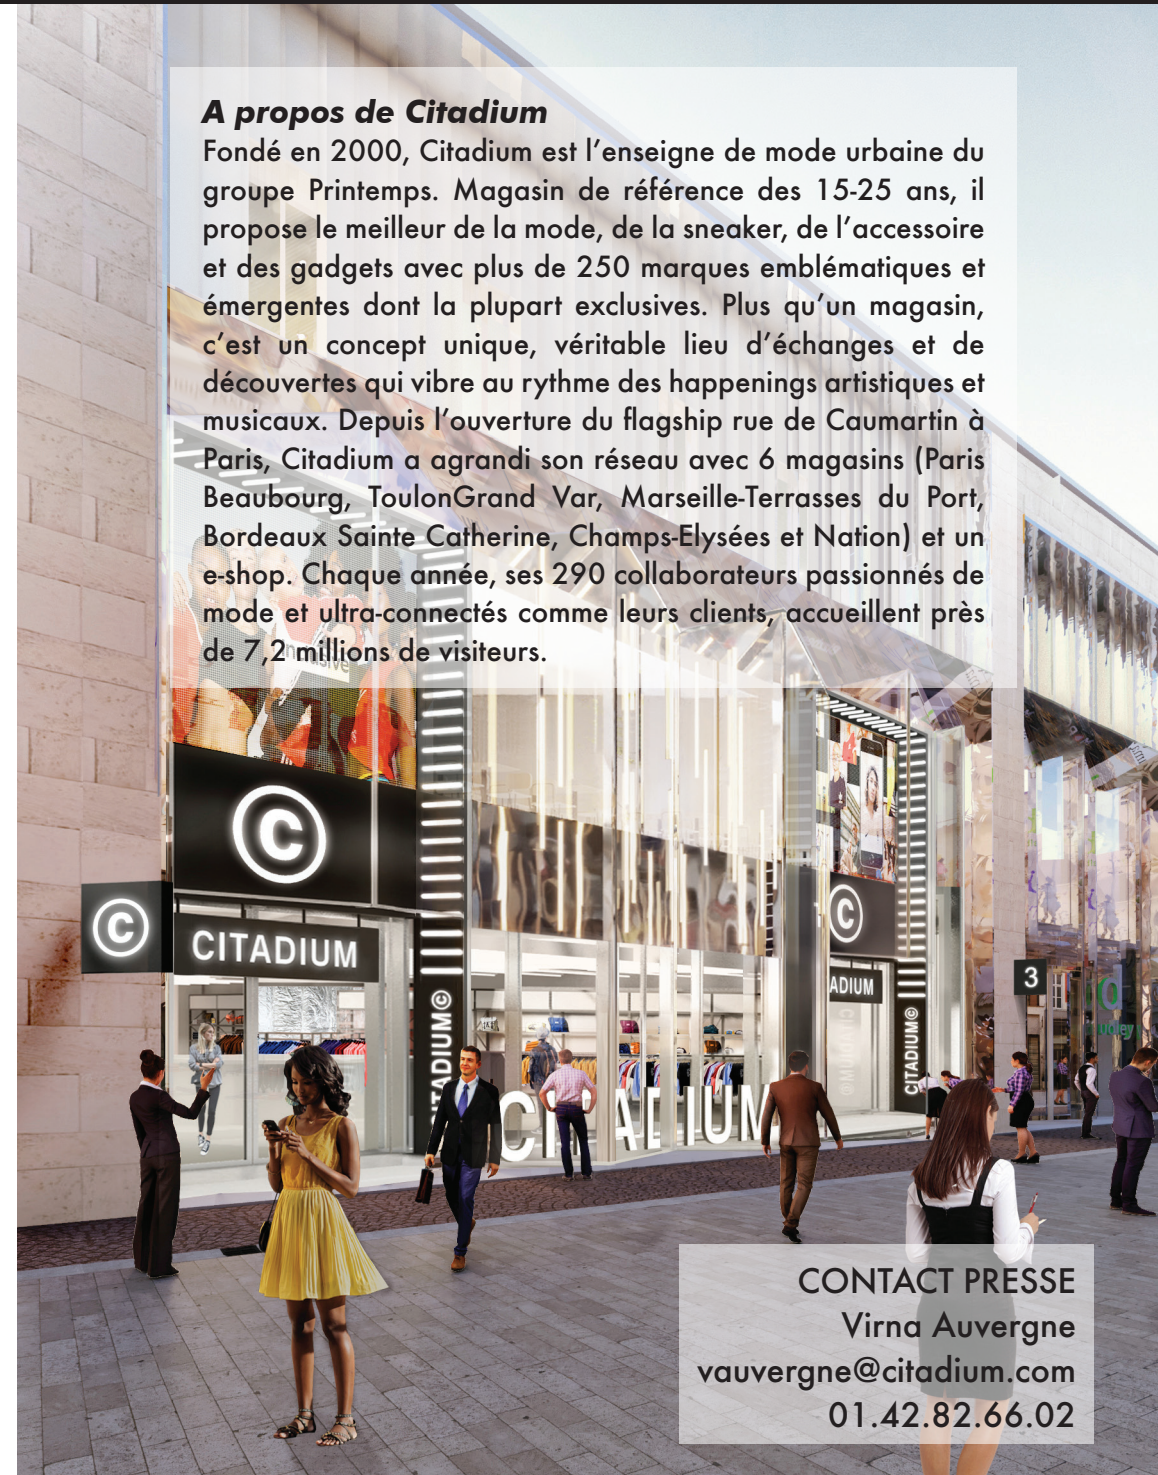 A propos de Citadium
Fondé en 2000, Citadium est l’enseigne de mode urbaine du
groupe Printemps. Magasin de référence des 15-25 ans, il
propose le meilleur de la mode, de la sneaker, de l’accessoire
et des gadgets avec plus de 250 marques emblématiques et
émergentes dont la plupart exclusives. Plus qu’un magasin,
c’est un concept unique, véritable lieu d’échanges et de
découvertes qui vibre au rythme des happenings artistiques et
musicaux. Depuis l’ouverture du flagship rue de Caumartin à
Paris, Citadium a agrandi son réseau avec 6 magasins (Paris
Beaubourg, ToulonGrand Var, Marseille-Terrasses du Port,
Bordeaux Sainte Catherine, Champs-Elysées et Nation) et un
e-shop. Chaque année, ses 290 collaborateurs passionnés de
mode et ultra-connectés comme leurs clients, accueillent près
de 7,2 millions de visiteurs.
©
©
CITADIUM
©
ADIUM
3
CITADIUM©
CITADIUM©
CITADIUM
CONTACT PRESSE
Virna Auvergne
vauvergne@citadium.com
01.42.82.66.02